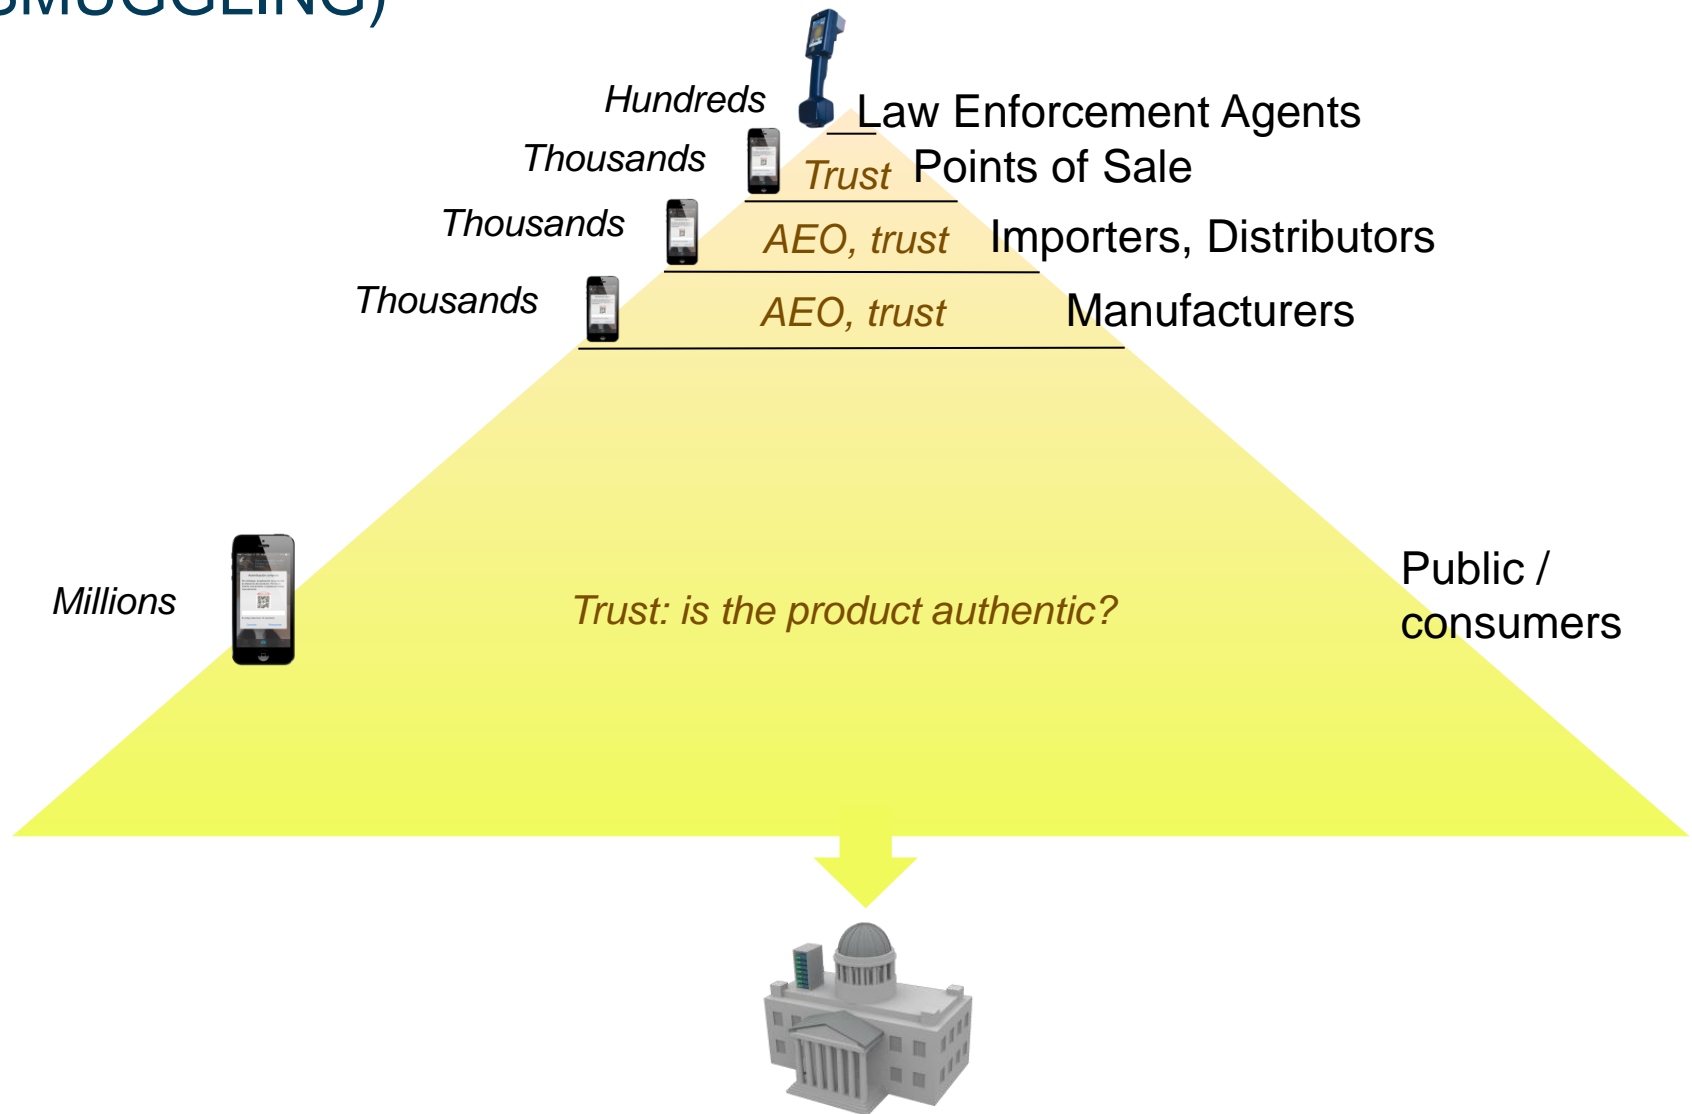 SMUGGLING)
Hundreds
Law Enforcement Agents
Thousands
Trust
Points of Sale
Thousands
AEO, trust
Importers, Distributors
Thousands
AEO, trust
Manufacturers
Public /
consumers
Millions
Trust: is the product authentic?